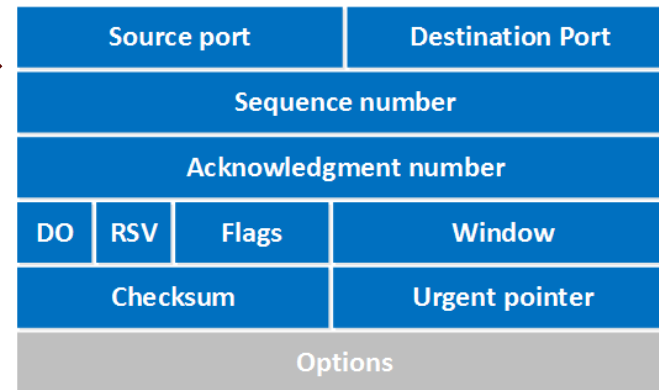 Source port Destination Port
Sequence number
Acknowledgment number
DO RSV Flags Window
Checksum Urgent pointer
Options